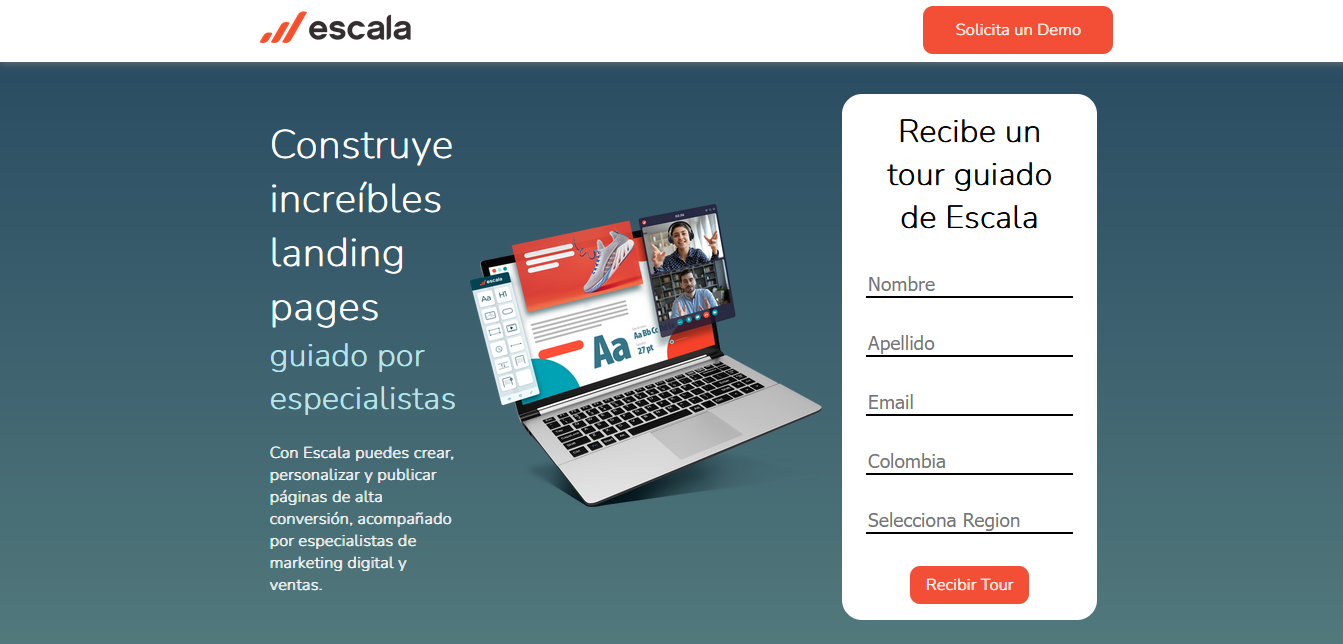 escala
Solicita un Demo
Construye
increíbles
landing
pages
guiado por
especialistas
Con Escala puedes crear,
personalizar y publicar
páginas de alta
conversión, acompañado
por especialistas de
marketing digital y
ventas.
escala
Aa
H1
Aa
Aa Bb Cc
27 pt
Recibe un
tour guiado
de Escala
Nombre
Apellido
Email
Colombia
Selecciona Region
Recibir Tour